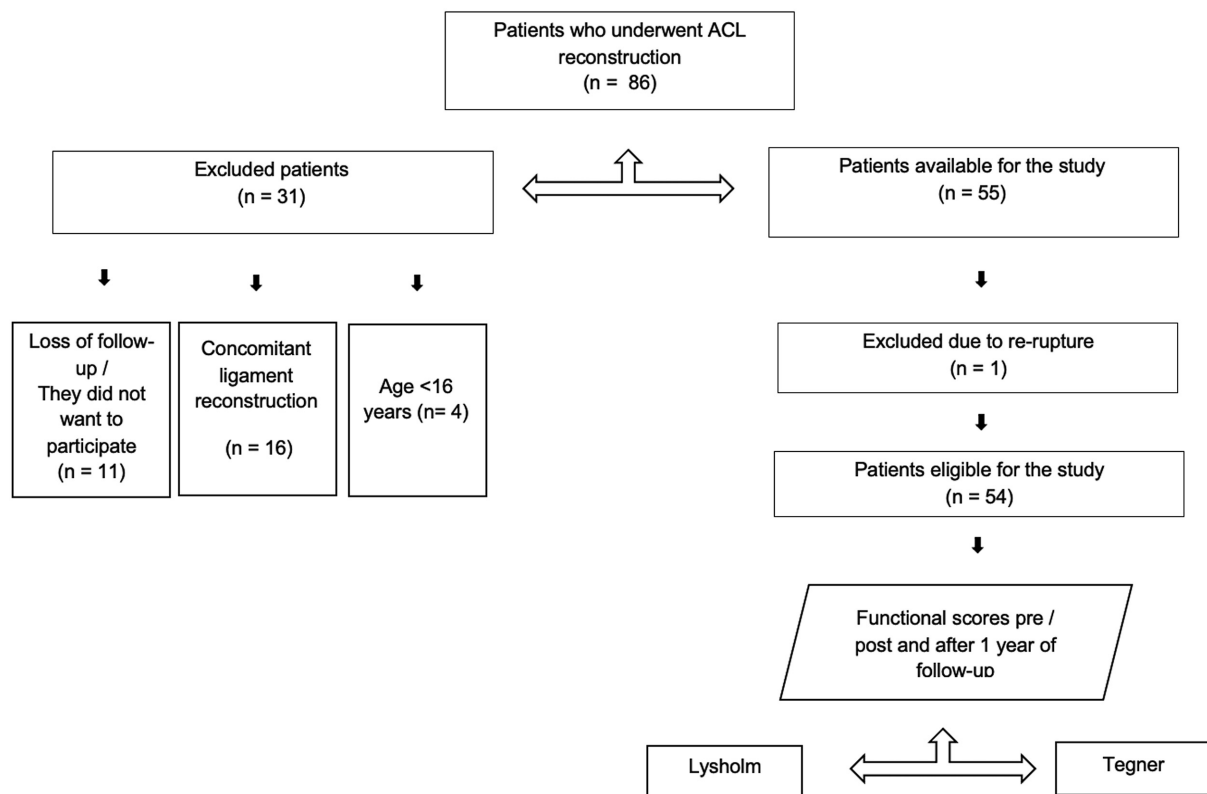 Patients who underwent ACL
reconstruction
(n = 86)
Excluded patients
(n = 31)
Patients available for the study
(n = 55)
Loss of follow-
up /
They did not
want to
participate
(n = 11)
Concomitant
ligament
reconstruction
(n = 16)
Age <16
years (n= 4)
Excluded due to re-rupture
(n = 1)
Patients eligible for the study
(n = 54)
Functional scores pre /
post and after 1 year of
follow-up
Lysholm
Tegner